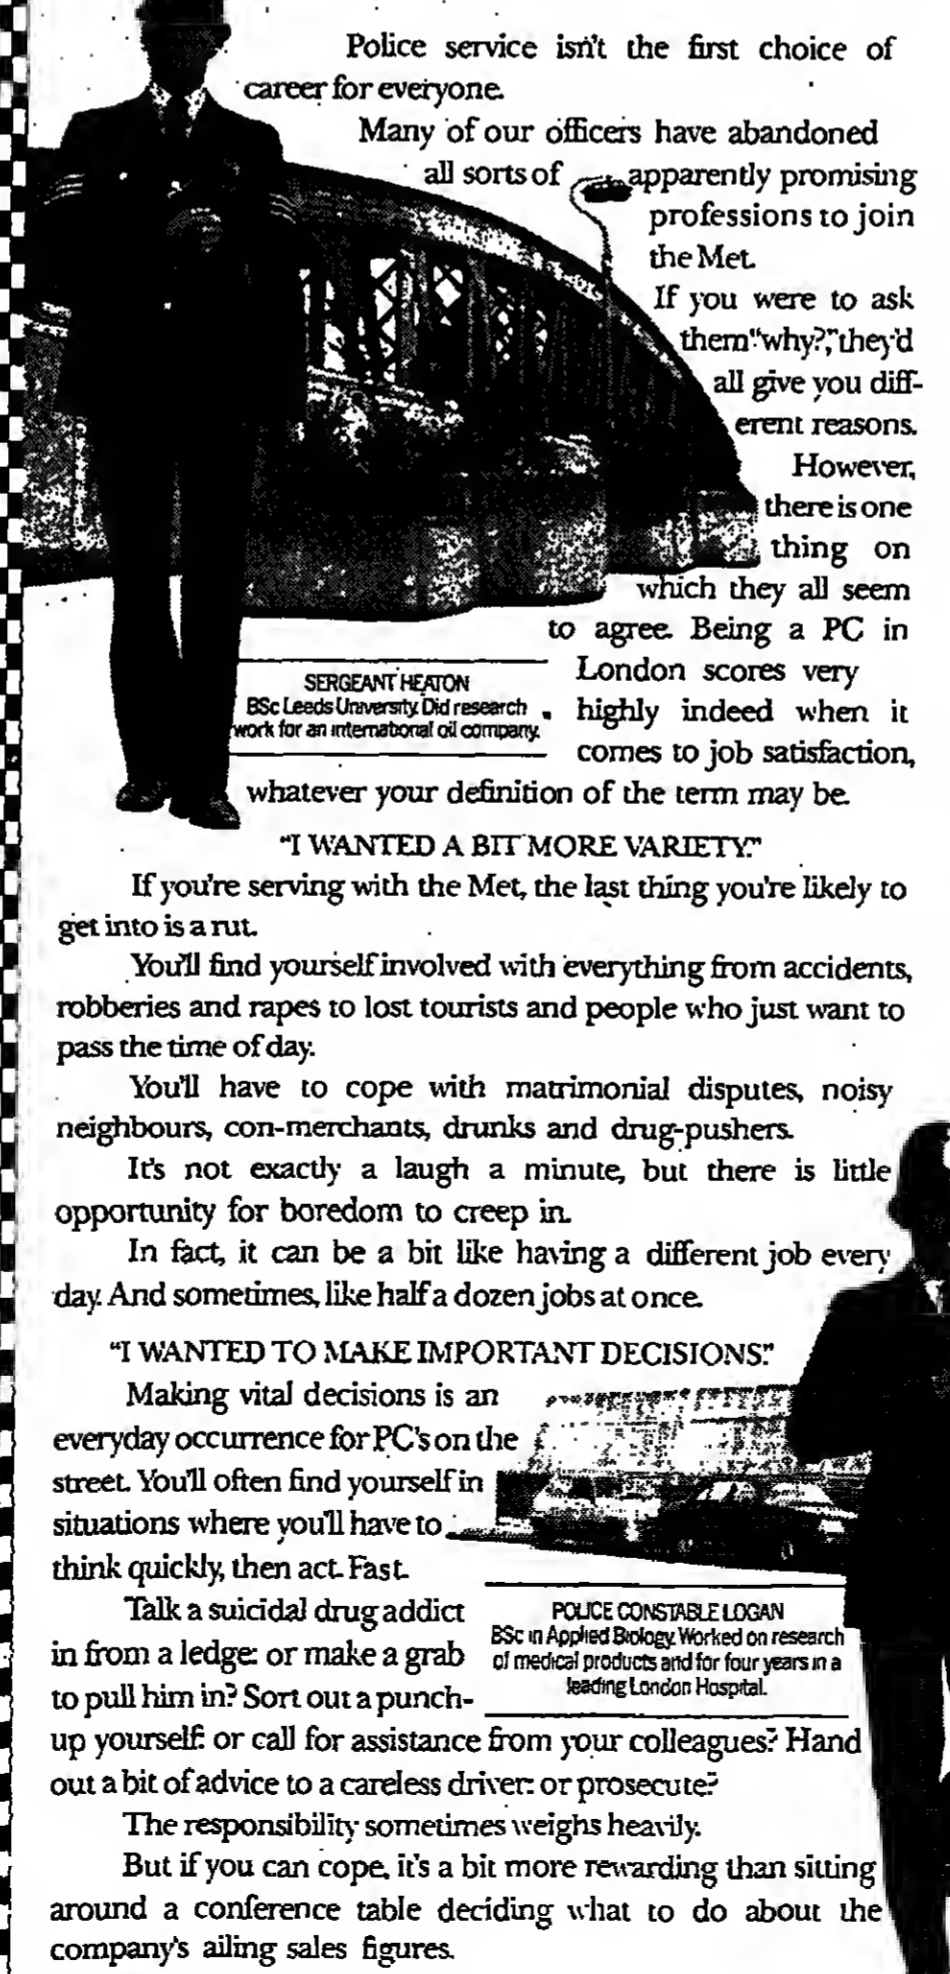 Police service isn't the first choice of
career for everyone.
Many of our officers have abandoned
all sorts of apparently promising
professions to join
the Met.
If you were to ask
them "why?," they'd
all give you diff-
erent reasons.
However,
there is one
thing on
which they all seem
to agree. Being a PC in
London scores very
highly indeed when it
comes to job satisfaction,
whatever your definition of the term may be.
SERGEANT HEATON
BSc Leeds University. Did research
work for an international oil company.
"I WANTED A BIT MORE VARIETY."
If you're serving with the Met, the last thing you're likely to
get into is a rut.
You'll find yourself involved with everything from accidents,
robberies and rapes to lost tourists and people who just want to
pass the time of day.
You'll have to cope with matrimonial disputes, noisy
neighbours, con-merchants, drunks and drug-pushers.
It's not exactly a laugh a minute, but there is little
opportunity for boredom to creep in.
In fact, it can be a bit like having a different job every
day. And sometimes, like half a dozen jobs at once.
"I WANTED TO MAKE IMPORTANT DECISIONS."
Making vital decisions is an
everyday occurrence for PC's on the
street. You'll often find yourself in
situations where you'll have to
think quickly, then act. Fast.
Talk a suicidal drug addict
in from a ledge: or make a grab
to pull him in? Sort out a punch-
up yourself: or call for assistance from your colleagues? Hand
out a bit of advice to a careless driver: or prosecute?
POLICE CONSTABLE LOGAN
BSc in Applied Biology. Worked on research
of medical products and for four years in a
leading London Hospital.
The responsibility sometimes weighs heavily.
But if you can cope, it's a bit more rewarding than sitting
around a conference table deciding what to do about the
company's ailing sales figures.